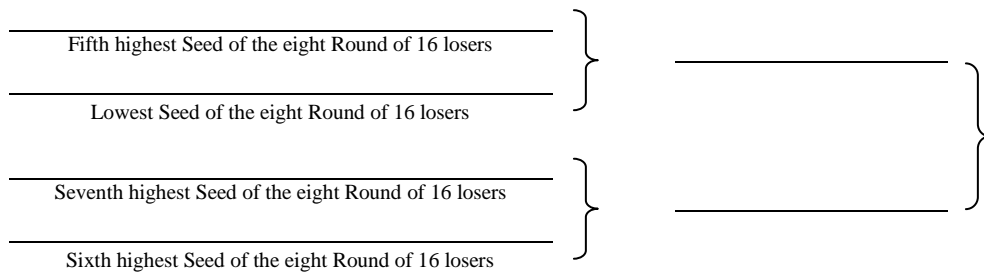 Fifth highest Seed of the eight Round of 16 losers
Lowest Seed of the eight Round of 16 losers
Seventh highest Seed of the eight Round of 16 losers
Sixth highest Seed of the eight Round of 16 losers